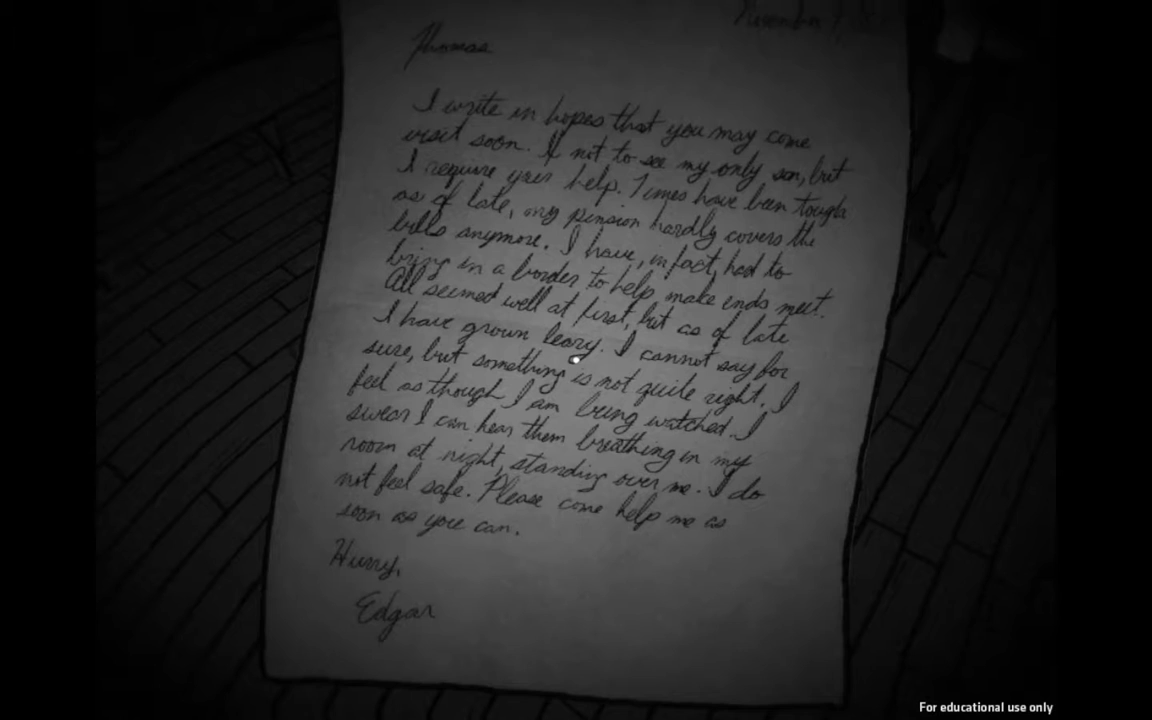 November
Thomas
I write in hopes that you may come
visit soon. If not to see my only son, but
I require your help. Times have been tough
as of late, my pension hardly covers the
bills anymore. I have, in fact, had to
bring in a border to help make ends meet.
All seemed well at first, but as of late
I have grown leary. I cannot say for
sure, but something is not quite right. I
feel as though I am being watched. I
swear I can hear them breathing in my
room at night, standing over me. I do
not feel safe. Please come help me as
soon as you can.
Hurry,
Edgar
For educational use only